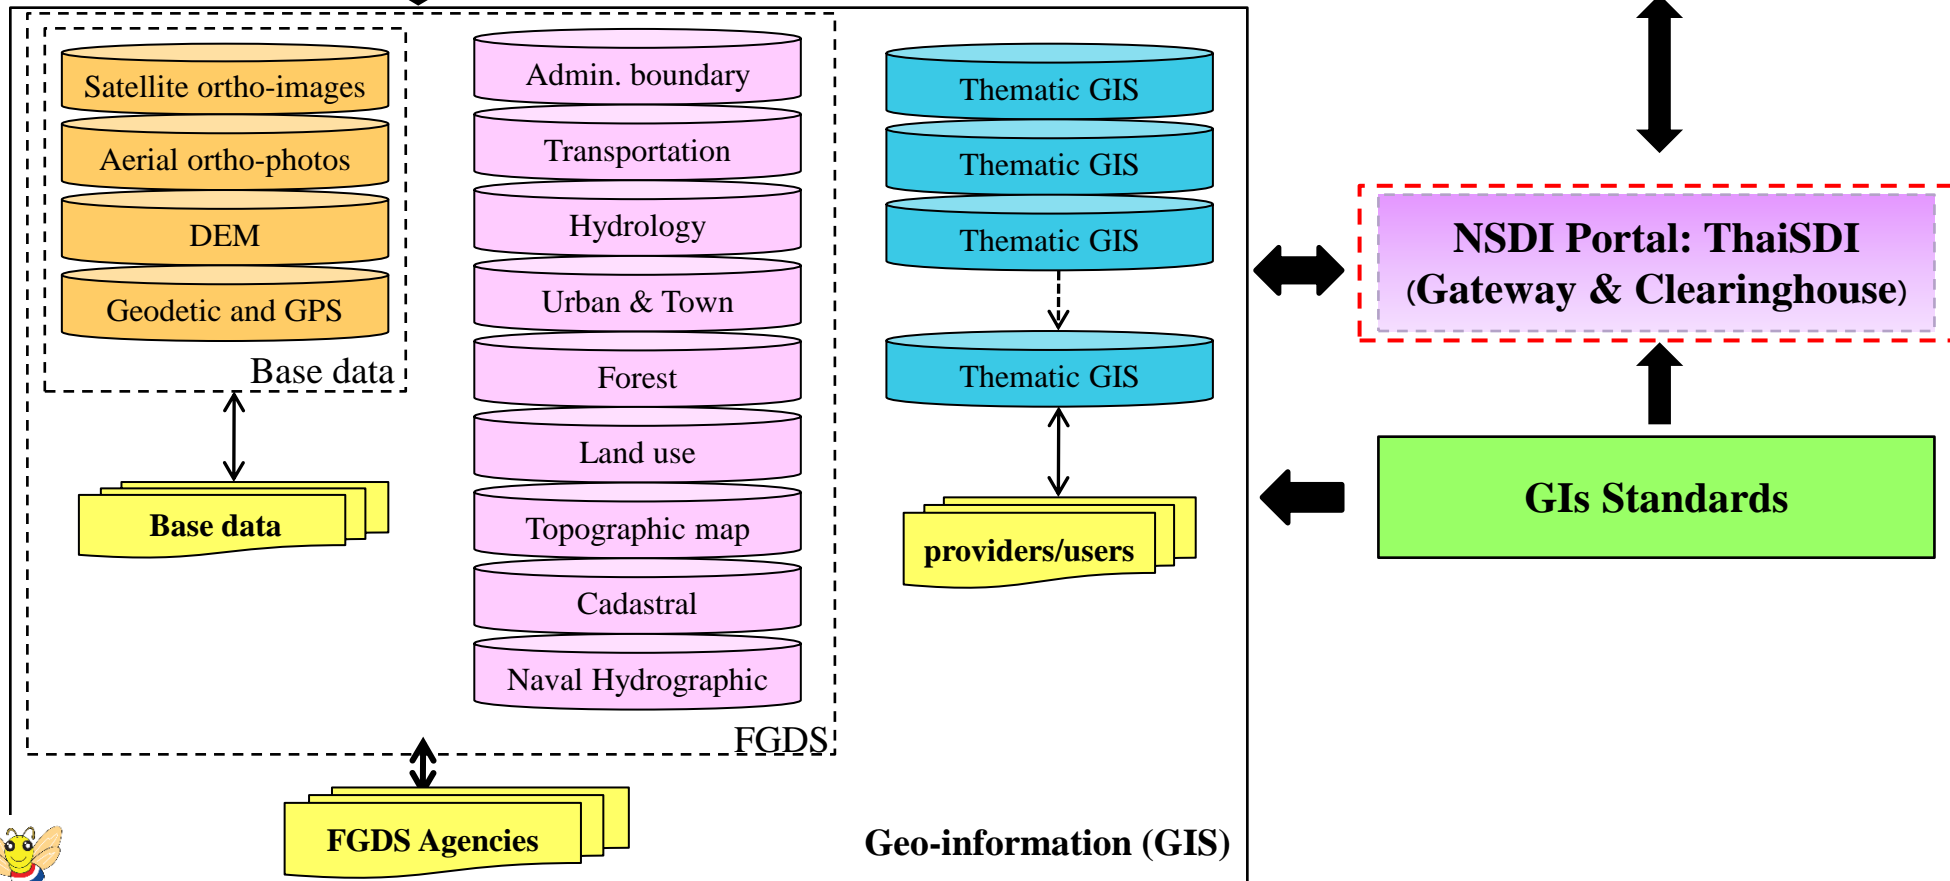 Satellite ortho-images
Aerial ortho-photos
DEM
Geodetic and GPS
Base data
Base data
Admin. boundary
Transportation
Hydrology
Urban & Town
Forest
Land use
Topographic map
Cadastral
Naval Hydrographic
FGDS
FGDS Agencies
Thematic GIS
Thematic GIS
Thematic GIS
Thematic GIS
providers/users
Geo-information (GIS)
NSDI Portal: ThaiSDI
(Gateway & Clearinghouse)
GIs Standards